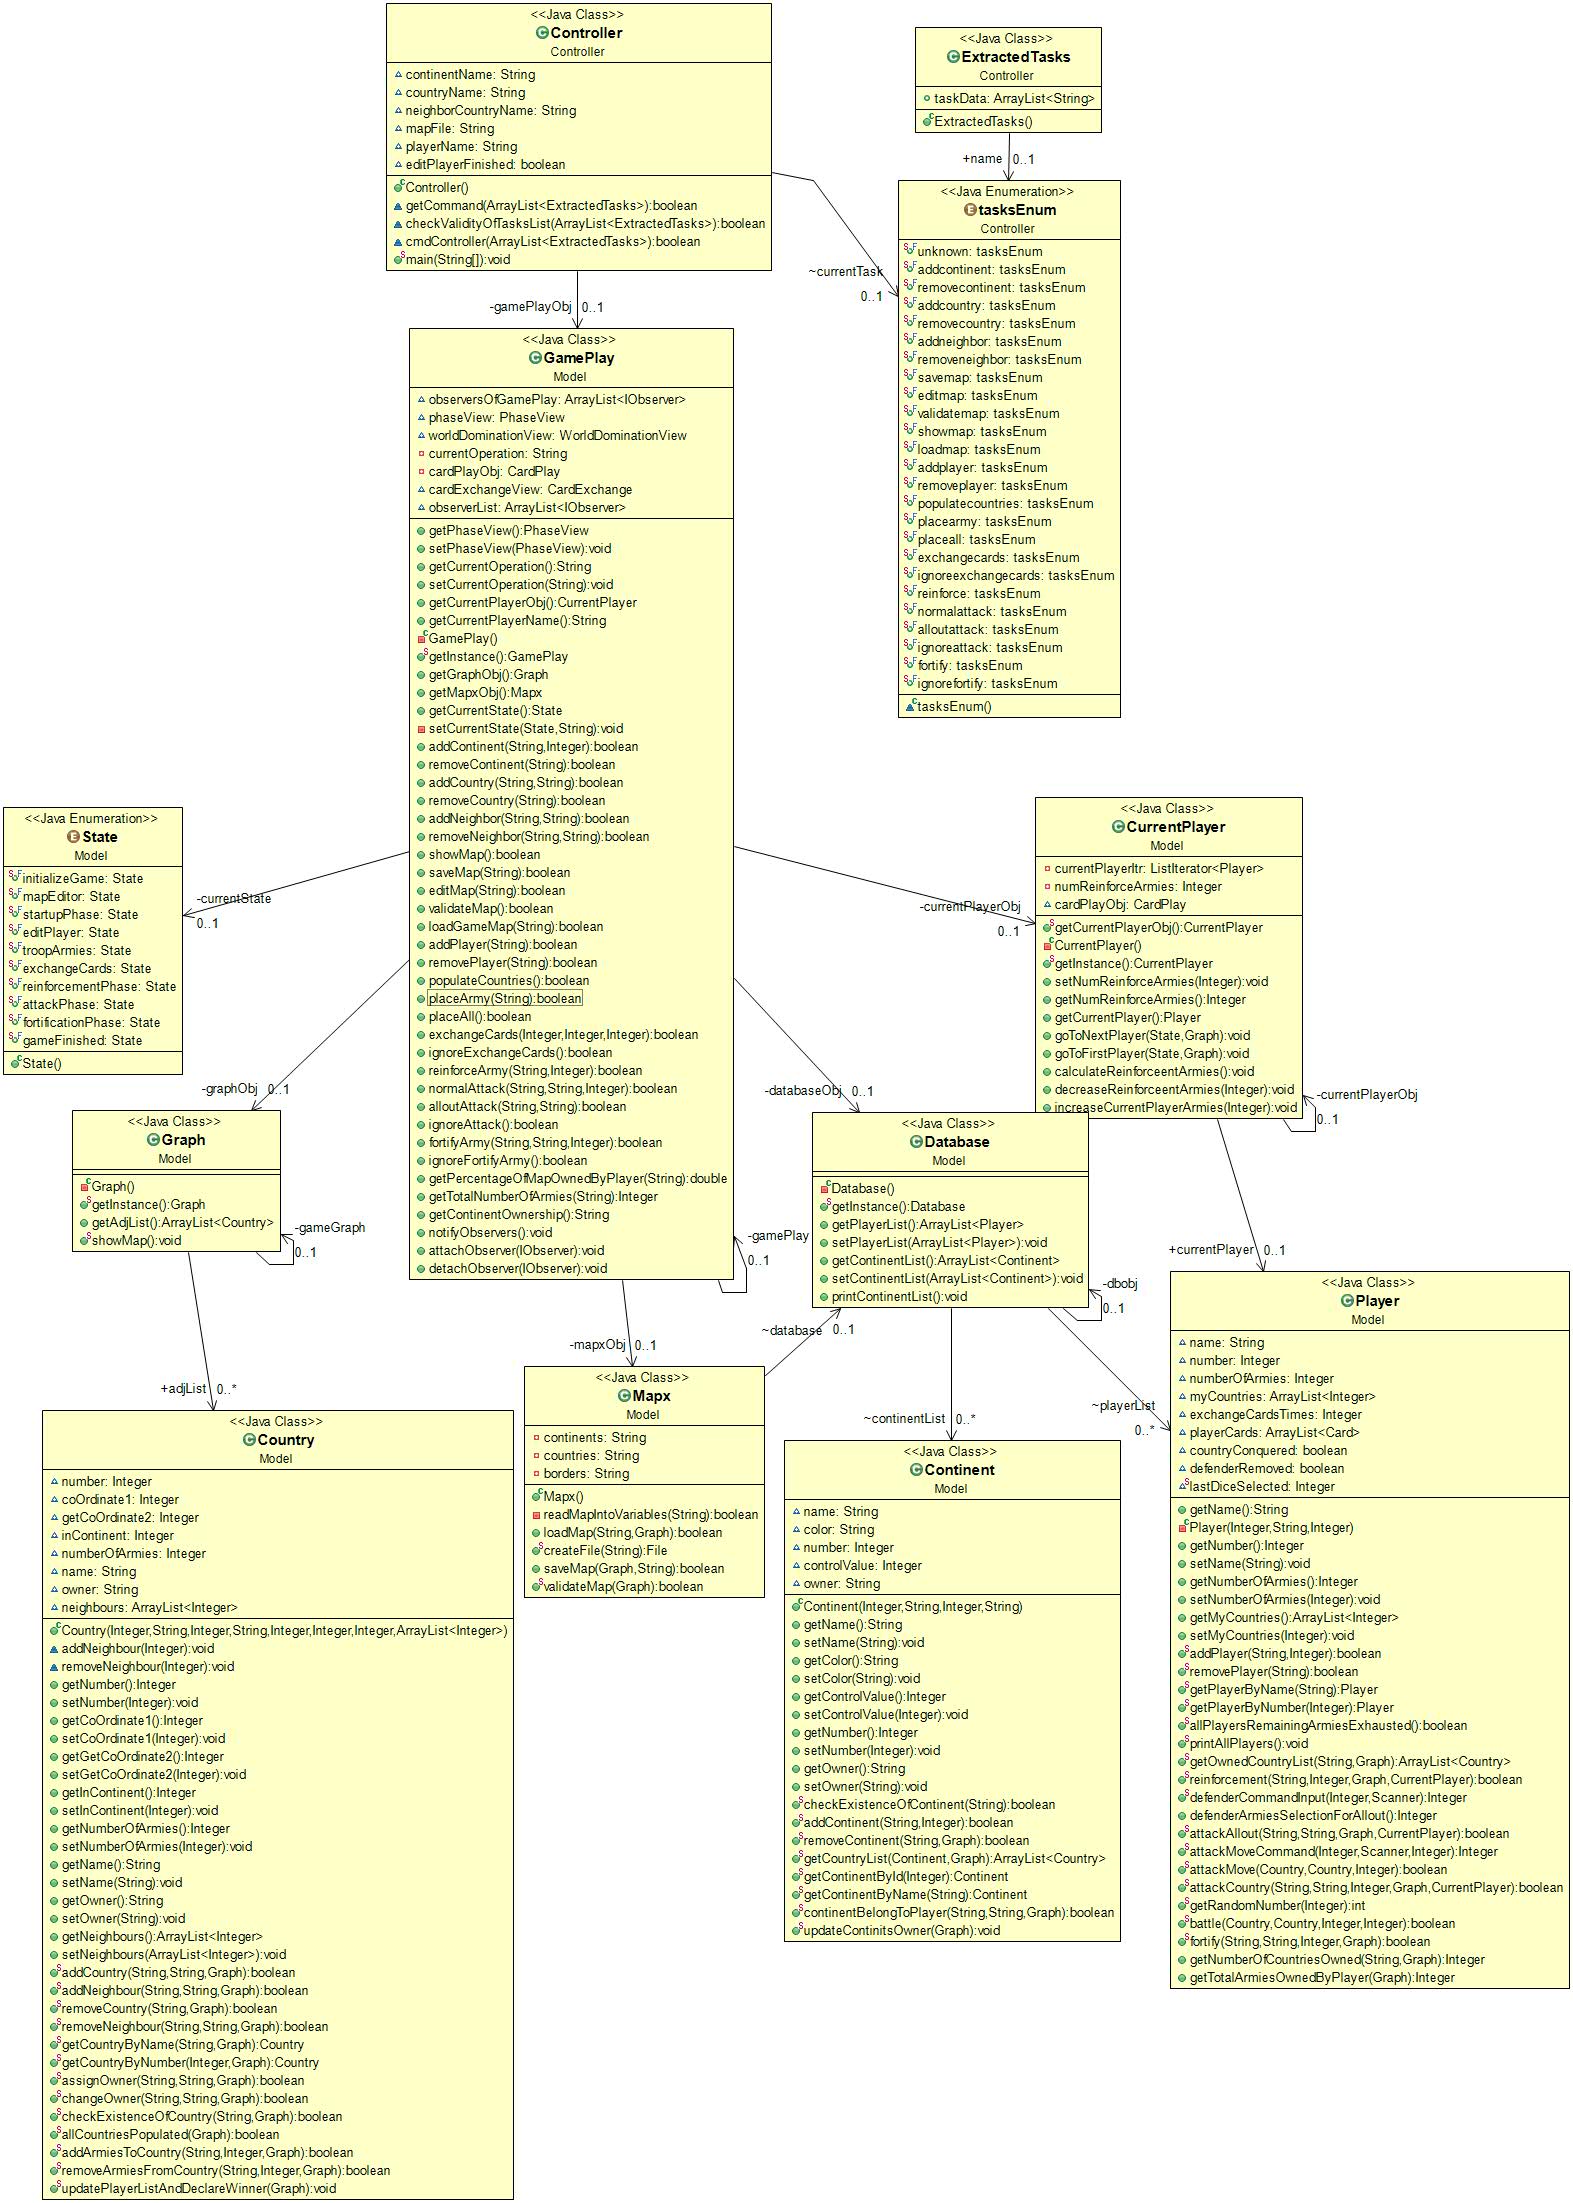 <<Java Class>>
Controller
Controller
continentName: String
countryName: String
neighborCountryName: String
mapFile: String
playerName: String
editPlayerFinished: boolean
Controller()
getCommand(ArrayList<ExtractedTasks>):boolean
checkValidityOfTasksList(ArrayList<ExtractedTasks>):boolean
cmdController(ArrayList<ExtractedTasks>):boolean
main(String[]):void
<<Java Class>>
ExtractedTasks
Controller
taskData: ArrayList<String>
ExtractedTasks()
+name 0..1
~currentTask
0..1
-gamePlayObj 0..1
<<Java Enumeration>>
tasksEnum
Controller
unknown: tasksEnum
addcontinent: tasksEnum
removecontinent: tasksEnum
addcountry: tasksEnum
removecountry: tasksEnum
addneighbor: tasksEnum
removeneighbor: tasksEnum
savemap: tasksEnum
editmap: tasksEnum
validatemap: tasksEnum
showmap: tasksEnum
loadmap: tasksEnum
addplayer: tasksEnum
removeplayer: tasksEnum
populatecountries: tasksEnum
placearmy: tasksEnum
placeall: tasksEnum
exchangecards: tasksEnum
ignoreexchangecards: tasksEnum
reinforce: tasksEnum
normalattack: tasksEnum
alloutattack: tasksEnum
ignoreattack: tasksEnum
fortify: tasksEnum
ignorefortify: tasksEnum
tasksEnum()
<<Java Class>>
GamePlay
Model
observersOfGamePlay: ArrayList<IObserver>
phaseView: PhaseView
worldDominationView: WorldDominationView
currentOperation: String
cardPlayObj: CardPlay
cardExchangeView: CardExchange
observerList: ArrayList<IObserver>
getPhaseView():PhaseView
setPhaseView(PhaseView):void
getCurrentOperation():String
setCurrentOperation(String):void
getCurrentPlayerObj():CurrentPlayer
getCurrentPlayerName():String
GamePlay()
getInstance():GamePlay
getGraphObj():Graph
getMapxObj():Mapx
getCurrentState():State
setCurrentState(State,String):void
addContinent(String,Integer):boolean
removeContinent(String):boolean
addCountry(String,String):boolean
removeCountry(String):boolean
addNeighbor(String,String):boolean
removeNeighbor(String,String):boolean
showMap():boolean
saveMap(String):boolean
editMap(String):boolean
validateMap():boolean
loadGameMap(String):boolean
addPlayer(String):boolean
removePlayer(String):boolean
populateCountries():boolean
placeArmy(String):boolean
placeAll():boolean
exchangeCards(Integer,Integer,Integer):boolean
ignoreExchangeCards():boolean
reinforceArmy(String,Integer):boolean
normalAttack(String,String,Integer):boolean
alloutAttack(String,String):boolean
ignoreAttack():boolean
fortifyArmy(String,String,Integer):boolean
ignoreFortifyArmy():boolean
getPercentageOfMapOwnedByPlayer(String):double
getTotalNumberOfArmies(String):Integer
getContinentOwnership():String
notifyObservers():void
attachObserver(IObserver):void
detachObserver(IObserver):void
-gamePlay
0..1
<<Java Enumeration>>
State
Model
initializeGame: State
mapEditor: State
startupPhase: State
editPlayer: State
troopArmies: State
exchangeCards: State
reinforcementPhase: State
attackPhase: State
fortificationPhase: State
gameFinished: State
State()
-currentState
0..1
<<Java Class>>
CurrentPlayer
Model
currentPlayerItr: ListIterator<Player>
numReinforceArmies: Integer
cardPlayObj: CardPlay
getCurrentPlayerObj():CurrentPlayer
CurrentPlayer()
getInstance():CurrentPlayer
setNumReinforceArmies(Integer):void
getNumReinforceArmies():Integer
getCurrentPlayer():Player
goToNextPlayer(State,Graph):void
goToFirstPlayer(State,Graph):void
calculateReinforceentArmies():void
decreaseReinforceentArmies(Integer):void
increaseCurrentPlayerArmies(Integer):void
-currentPlayerObj
0..1
-currentPlayerObj
0..1
-graphObj 0..1
<<Java Class>>
Graph
Model
Graph()
getInstance():Graph
getAdjList():ArrayList<Country>
showMap():void
-gameGraph
0..1
-databaseObj 0..1
<<Java Class>>
Database
Model
Database()
getInstance():Database
getPlayerList():ArrayList<Player>
setPlayerList(ArrayList<Player>):void
getContinentList():ArrayList<Continent>
setContinentList(ArrayList<Continent>):void
printContinentList():void
-dbobj
0..1
+currentPlayer 0..1
-mapxObj 0..1
~database 0..1
+adjList 0..*
~continentList 0..*
~playerList
0..*
<<Java Class>>
Mapx
Model
continents: String
countries: String
borders: String
Mapx()
readMapIntoVariables(String):boolean
loadMap(String,Graph):boolean
createFile(String):File
saveMap(Graph,String):boolean
validateMap(Graph):boolean
<<Java Class>>
Player
Model
name: String
number: Integer
numberOfArmies: Integer
myCountries: ArrayList<Integer>
exchangeCardsTimes: Integer
playerCards: ArrayList<Card>
countryConquered: boolean
defenderRemoved: boolean
lastDiceSelected: Integer
getName():String
Player(Integer,String,Integer)
getNumber():Integer
setName(String):void
getNumberOfArmies():Integer
setNumberOfArmies(Integer):void
getMyCountries():ArrayList<Integer>
setMyCountries(Integer):void
addPlayer(String,Integer):boolean
removePlayer(String):boolean
getPlayerByName(String):Player
getPlayerByNumber(Integer):Player
allPlayersRemainingArmiesExhausted():boolean
printAllPlayers():void
getOwnedCountryList(String,Graph):ArrayList<Country>
reinforcement(String,Integer,Graph,CurrentPlayer):boolean
defenderCommandInput(Integer,Scanner):Integer
defenderArmiesSelectionForAllout():Integer
attackAllout(String,String,Graph,CurrentPlayer):boolean
attackMoveCommand(Integer,Scanner,Integer):Integer
attackMove(Country,Country,Integer):boolean
attackCountry(String,String,Integer,Graph,CurrentPlayer):boolean
getRandomNumber(Integer):int
battle(Country,Country,Integer,Integer):boolean
fortify(String,String,Integer,Graph):boolean
getNumberOfCountriesOwned(String,Graph):Integer
getTotalArmiesOwnedByPlayer(Graph):Integer
<<Java Class>>
Country
Model
number: Integer
coOrdinate1: Integer
getCoOrdinate2: Integer
inContinent: Integer
numberOfArmies: Integer
name: String
owner: String
neighbours: ArrayList<Integer>
Country(Integer,String,Integer,String,Integer,Integer,Integer,ArrayList<Integer>)
addNeighbour(Integer):void
removeNeighbour(Integer):void
getNumber():Integer
setNumber(Integer):void
getCoOrdinate1():Integer
setCoOrdinate1(Integer):void
getGetCoOrdinate2():Integer
setGetCoOrdinate2(Integer):void
getInContinent():Integer
setInContinent(Integer):void
getNumberOfArmies():Integer
setNumberOfArmies(Integer):void
getName():String
setName(String):void
getOwner():String
setOwner(String):void
getNeighbours():ArrayList<Integer>
setNeighbours(ArrayList<Integer>):void
addCountry(String,String,Graph):boolean
addNeighbour(String,String,Graph):boolean
removeCountry(String,Graph):boolean
removeNeighbour(String,String,Graph):boolean
getCountryByName(String,Graph):Country
getCountryByNumber(Integer,Graph):Country
assignOwner(String,String,Graph):boolean
changeOwner(String,String,Graph):boolean
checkExistenceOfCountry(String,Graph):boolean
allCountriesPopulated(Graph):boolean
addArmiesToCountry(String,Integer,Graph):boolean
removeArmiesFromCountry(String,Integer,Graph):boolean
updatePlayerListAndDeclareWinner(Graph):void
<<Java Class>>
Continent
Model
name: String
color: String
number: Integer
controlValue: Integer
owner: String
Continent(Integer,String,Integer,String)
getName():String
setName(String):void
getColor():String
setColor(String):void
getControlValue():Integer
setControlValue(Integer):void
getNumber():Integer
setNumber(Integer):void
getOwner():String
setOwner(String):void
checkExistenceOfContinent(String):boolean
addContinent(String,Integer):boolean
removeContinent(String,Graph):boolean
getCountryList(Continent,Graph):ArrayList<Country>
getContinentById(Integer):Continent
getContinentByName(String):Continent
continentBelongToPlayer(String,String,Graph):boolean
updateContinitsOwner(Graph):void